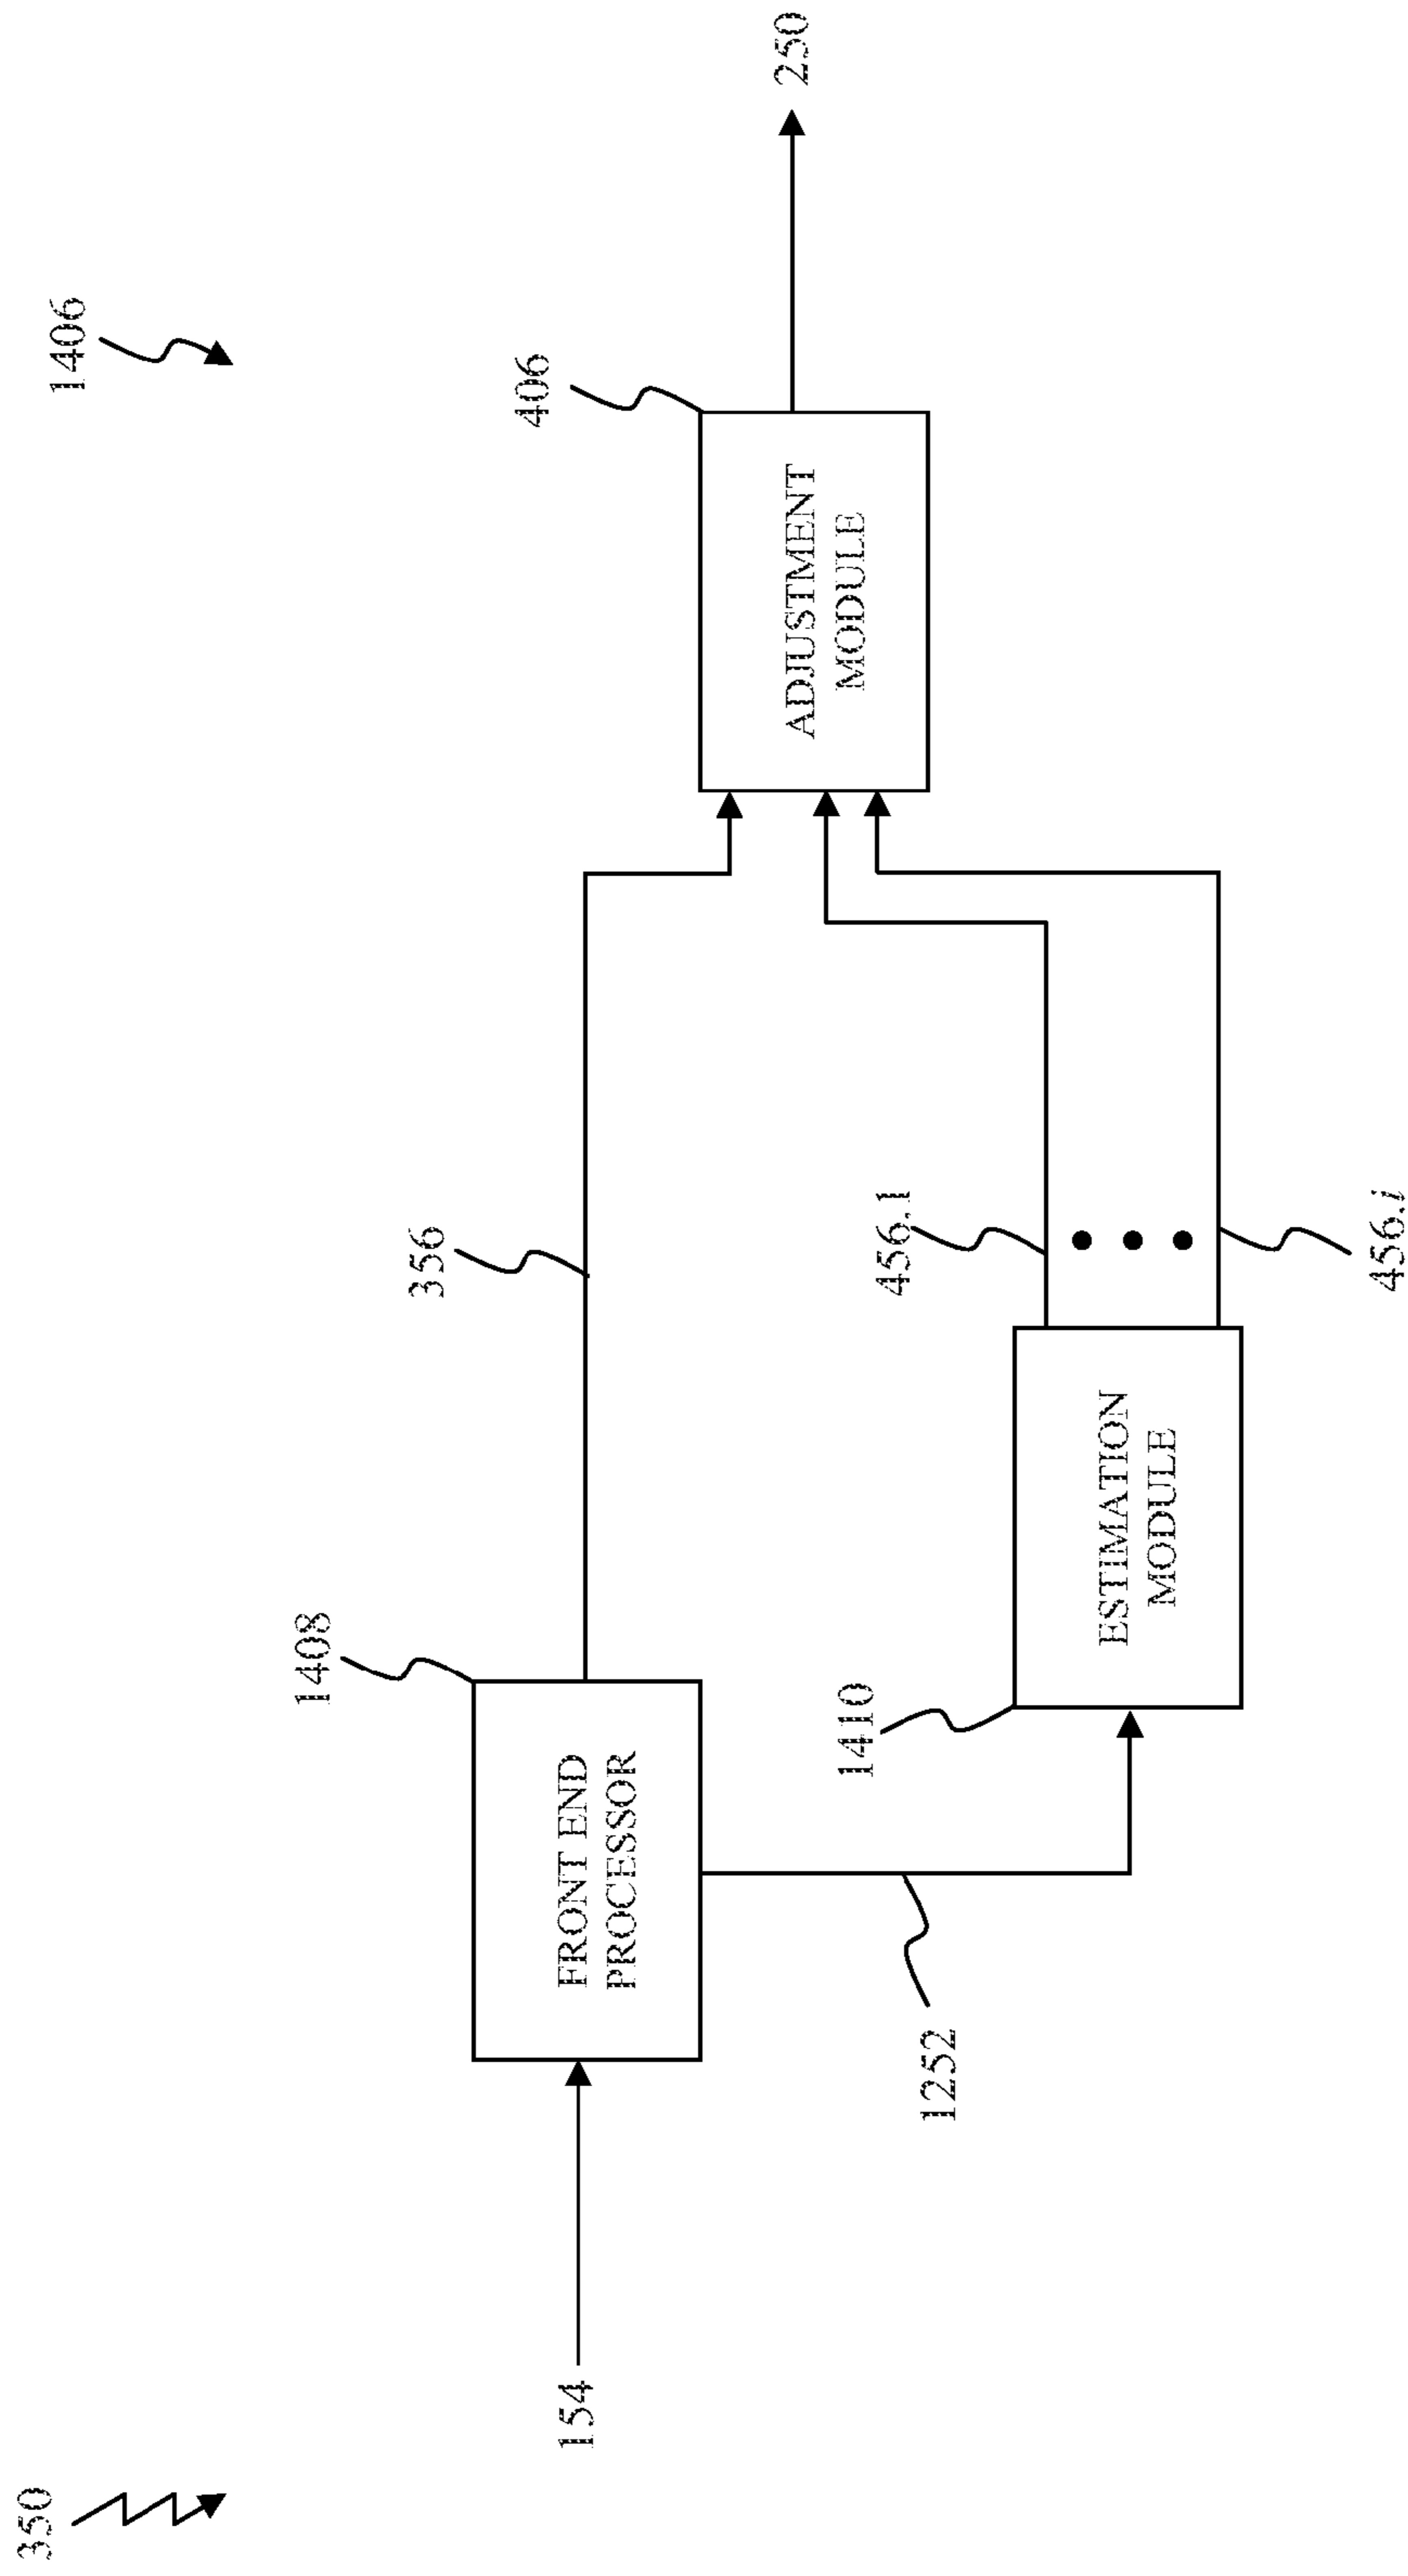 350
1406
154
FRONT END
PROCESSOR
1408
356
1252
1410
ESTIMATION
MODULE
456.1
456.i
406
ADJUSTMENT
MODULE
250